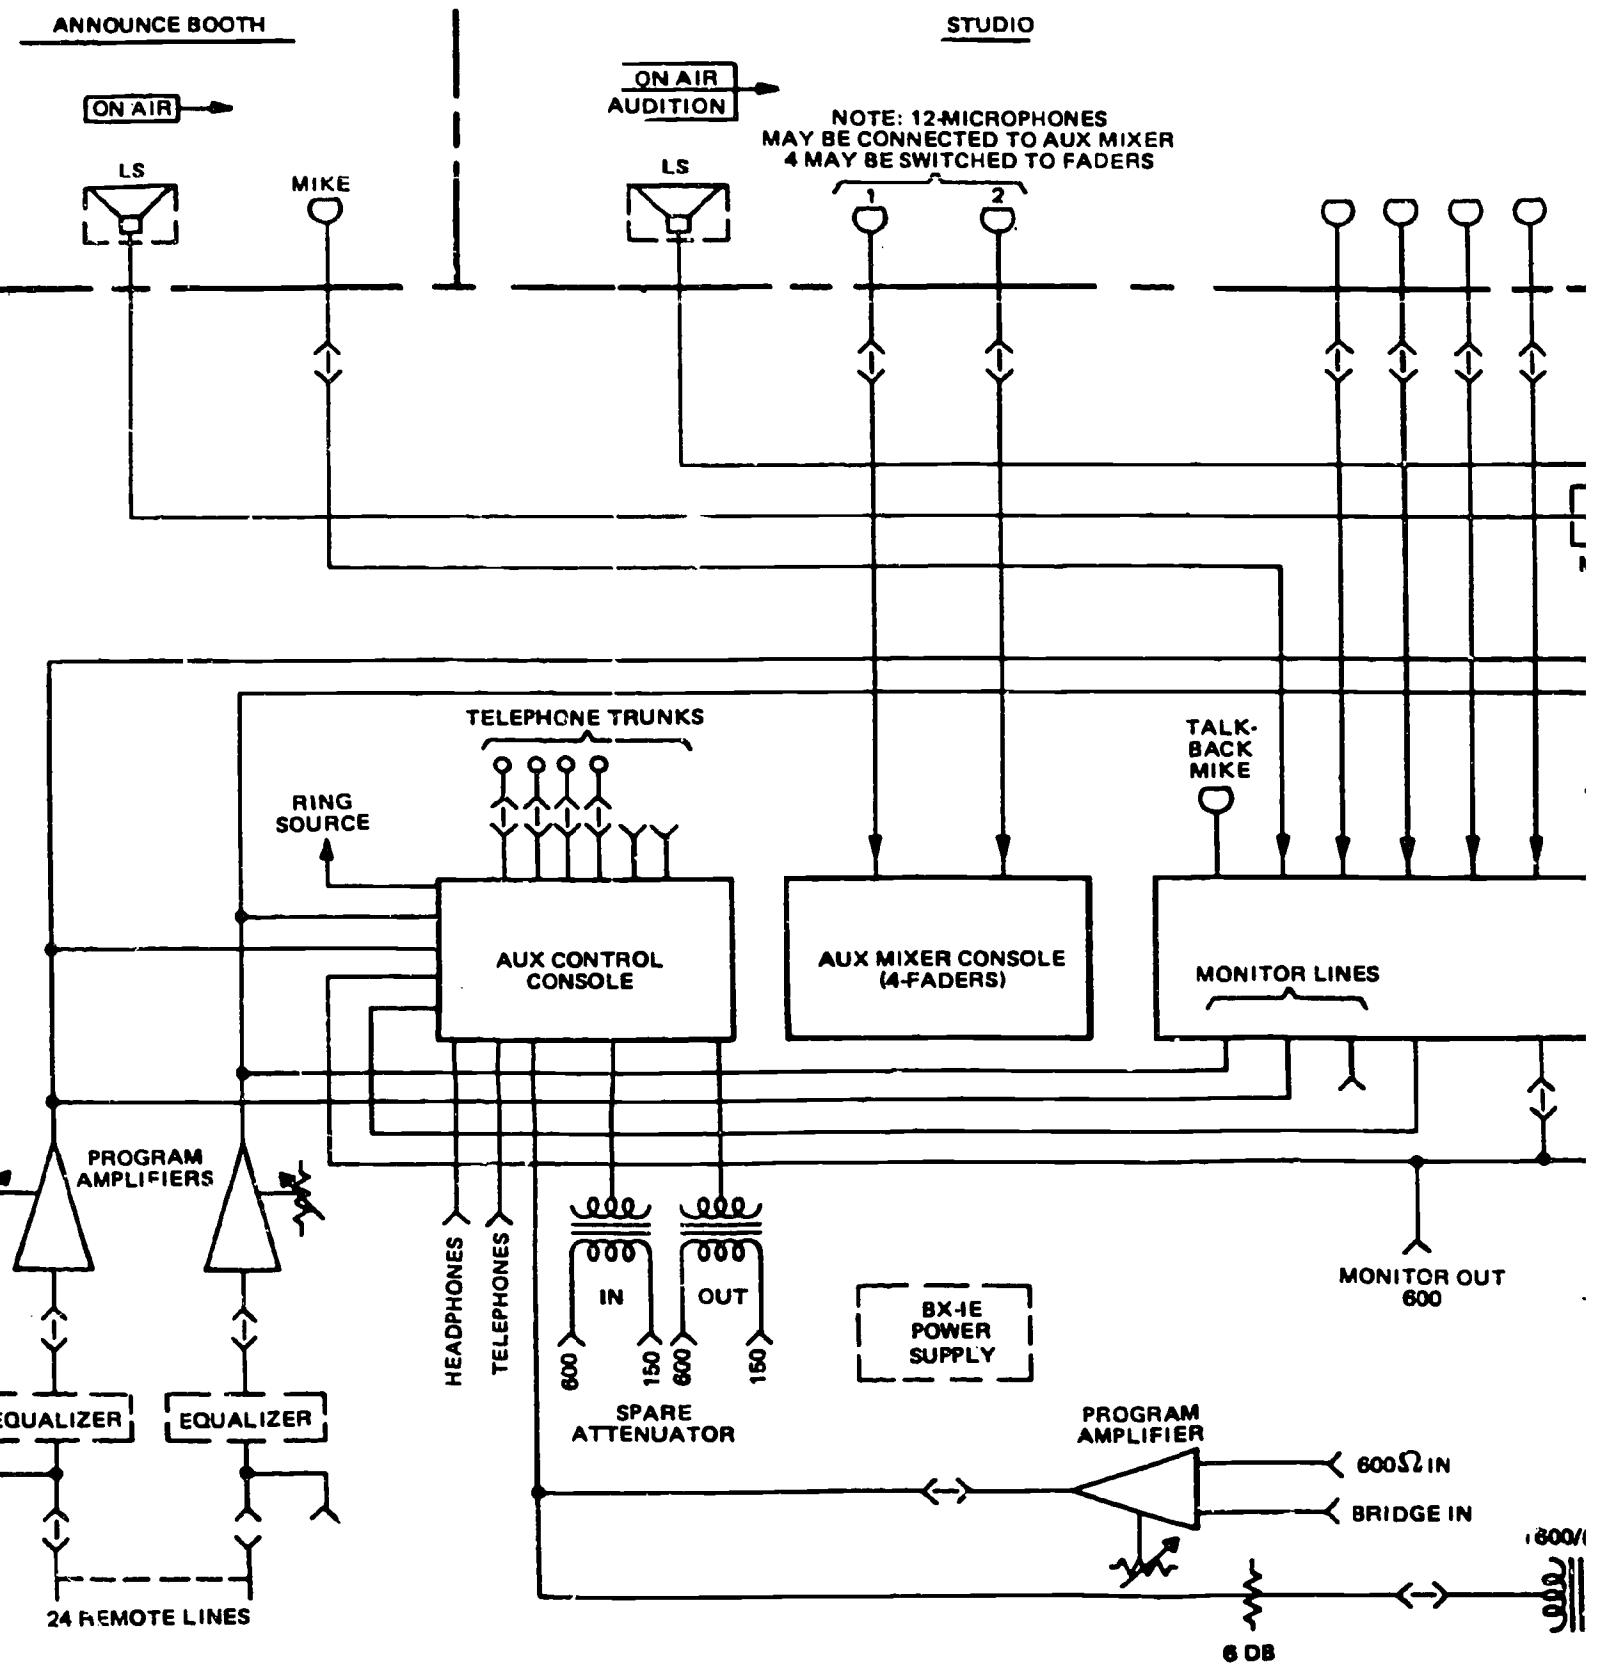 ANNOUNCE BOOTH
STUDIO
ON AIR
ON AIR
AUDITION
NOTE: 12-MICROPHONES
MAY BE CONNECTED TO AUX MIXER
4 MAY BE SWITCHED TO FADERS
LS
MIKE
LS
1
2
TELEPHONE TRUNKS
TALK-
BACK
MIKE
RING
SOURCE
AUX CONTROL
CONSOLE
AUX MIXER CONSOLE
(4-FADERS)
MONITOR LINES
PROGRAM
AMPLIFIERS
HEADPHONES
TELEPHONES
IN
OUT
600
150
600
150
SPARE
ATTENUATOR
BX-1E
POWER
SUPPLY
MONITOR OUT
600
EQUALIZER
EQUALIZER
PROGRAM
AMPLIFIER
600Ω IN
BRIDGE IN
600/
24 REMOTE LINES
6 DB